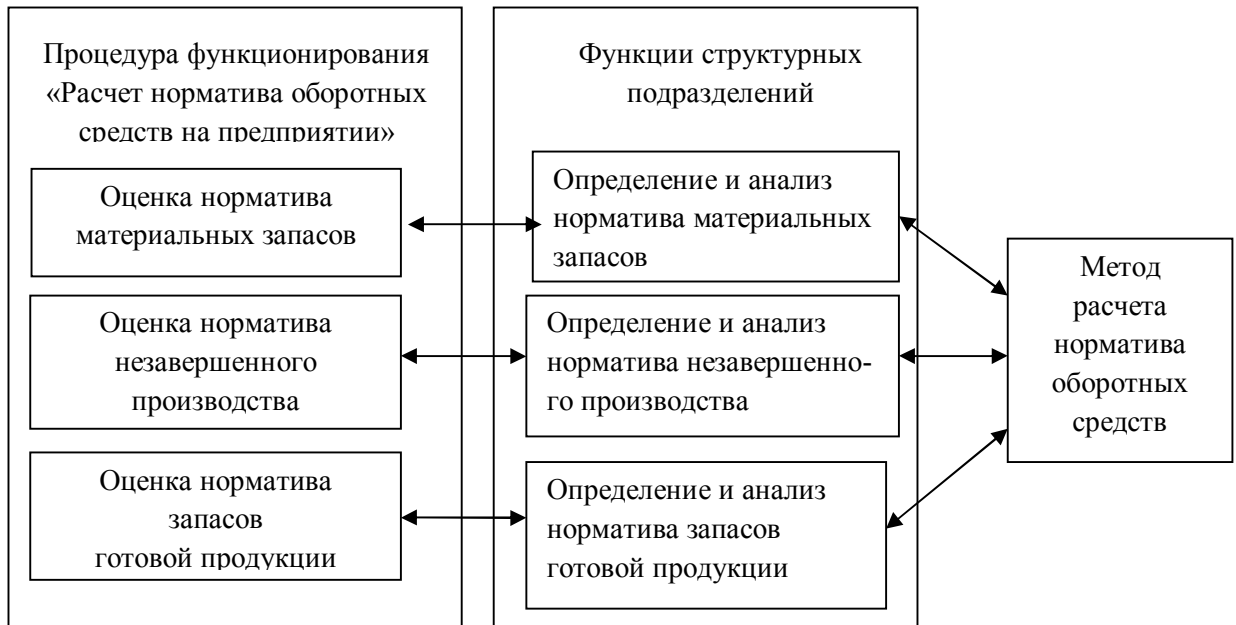 Процедура функционирования
«Расчет норматива оборотных
средств на предприятии»
Оценка норматива
материальных запасов
Оценка норматива
незавершенного
производства
Оценка норматива
запасов
готовой продукции
Функции структурных
подразделений
Определение и анализ
норматива материальных
запасов
Определение и анализ
норматива незавершенно-
го производства
Определение и анализ
норматива запасов
готовой продукции
Метод
расчета
норматива
оборотных
средств